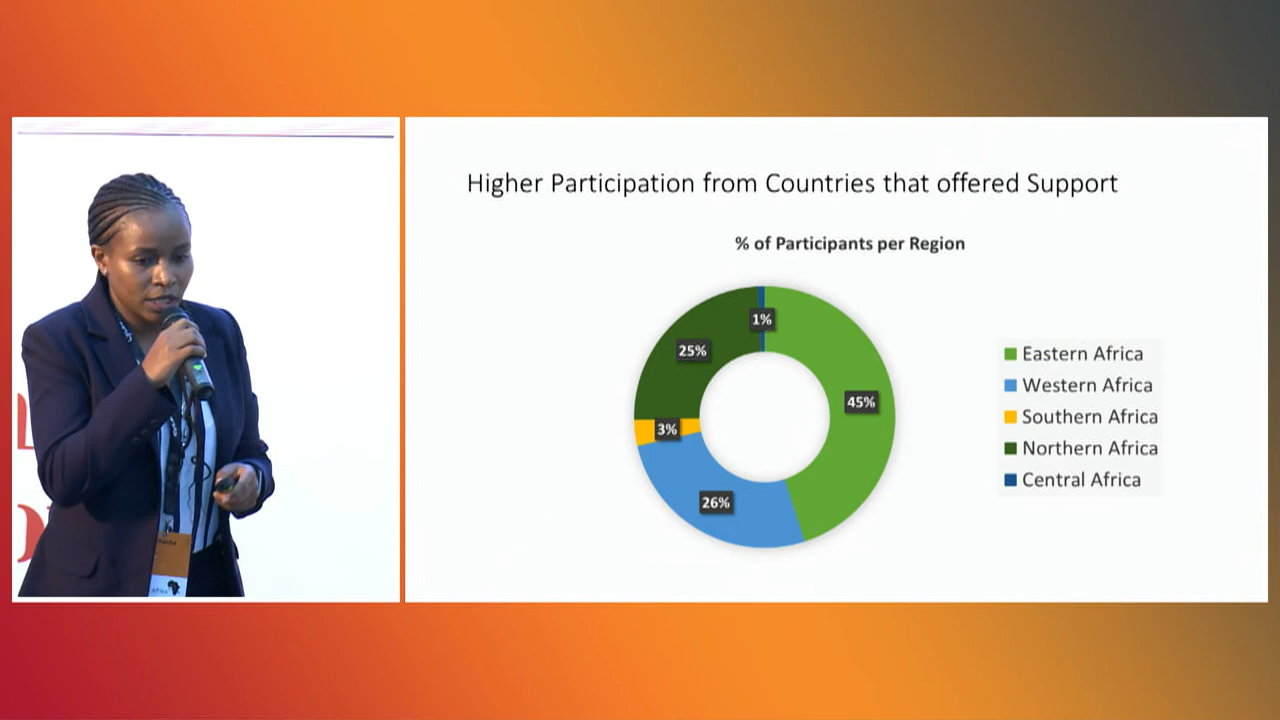 Higher Participation from Countries that offered Support
% of Participants per Region
1%
25%
45%
3%
26%
Eastern Africa
Western Africa
Southern Africa
Northern Africa
Central Africa
Africa